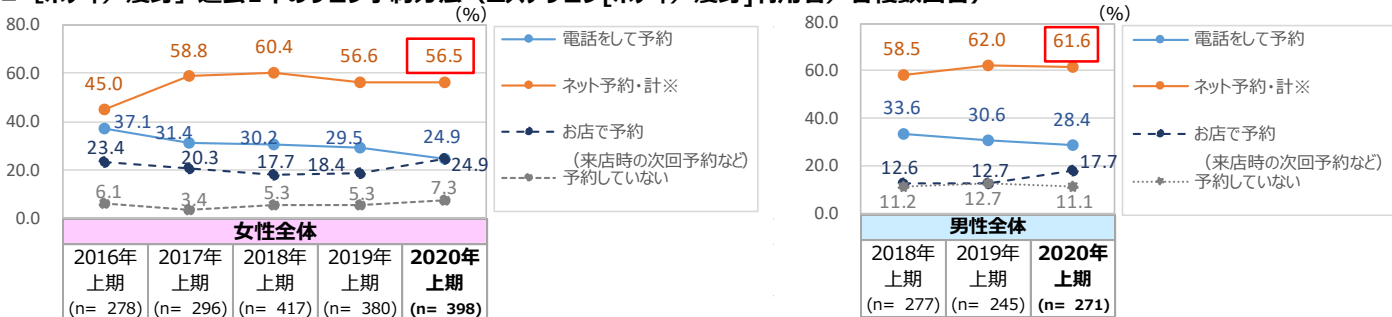 (%)
80.0
60.0
40.0
20.0
0.0
45.0
58.8
60.4
56.6
56.5
37.1
31.4
30.2
29.5
24.9
23.4
20.3
17.7
18.4
24.9
6.1
3.4
5.3
5.3
7.3
電話をして予約
ネット予約・計※
お店で予約
(来店時の次回予約など)
予約していない
女性全体
2016年 2017年 2018年 2019年 2020年
上期 上期 上期 上期 上期
(n= 278) (n= 296) (n= 417) (n= 380) (n= 398)
(%)
80.0
60.0
40.0
20.0
0.0
58.5
62.0
61.6
33.6
30.6
28.4
12.6
12.7
17.7
11.2
12.7
11.1
電話をして予約
ネット予約・計※
お店で予約
(来店時の次回予約など)
予約していない
男性全体
2018年 2019年 2020年
上期 上期 上期
(n= 277) (n= 245) (n= 271)